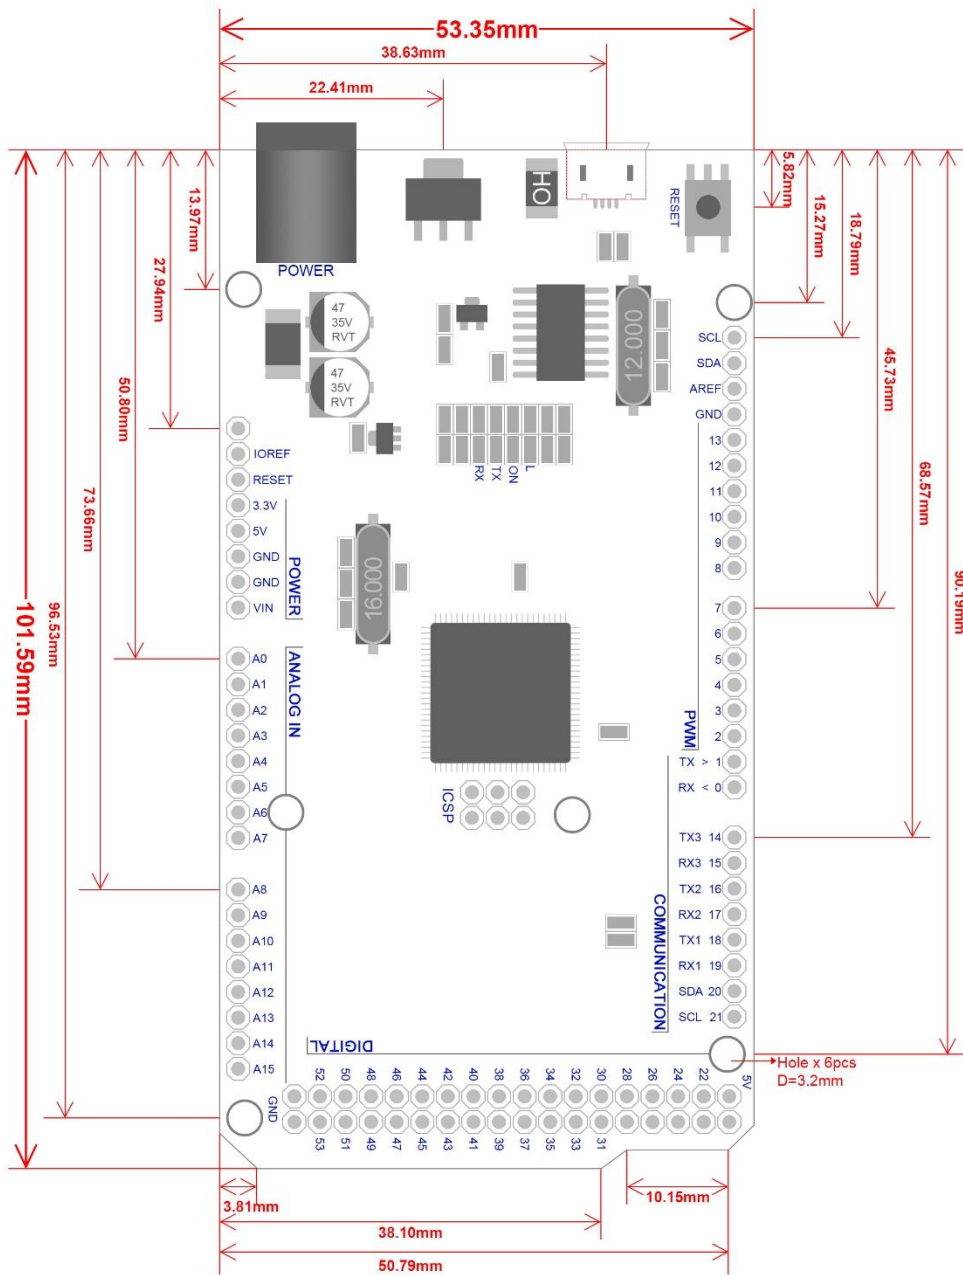 53.35mm
38.63mm
22.41mm
5.82mm
13.97mm
15.27mm
18.79mm
27.94mm
45.73mm
50.80mm
68.57mm
73.66mm
90.19mm
96.53mm
101.59mm
HO
RESET
POWER
47
35V
RVT
47
35V
RVT
12.000
RX
TX
ON
L
16.000
IOREF
RESET
3.3V
5V
GND
GND
VIN
POWER
A0
A1
A2
A3
A4
A5
A6
A7
ANALOG IN
A8
A9
A10
A11
A12
A13
A14
A15
SCL
SDA
AREF
GND
13
12
11
10
9
8
7
6
5
4
3
2
TX > 1
RX < 0
PWM
ICSP
TX3 14
RX3 15
TX2 16
RX2 17
TX1 18
RX1 19
SDA 20
SCL 21
COMMUNICATION
DIGITAL
Hole x 6pcs
D=3.2mm
GND
52 50 48 46 44 42 40 38 36 34 32 30 28 26 24 22 5V
53 51 49 47 45 43 41 39 37 35 33 31
3.81mm
10.15mm
38.10mm
50.79mm